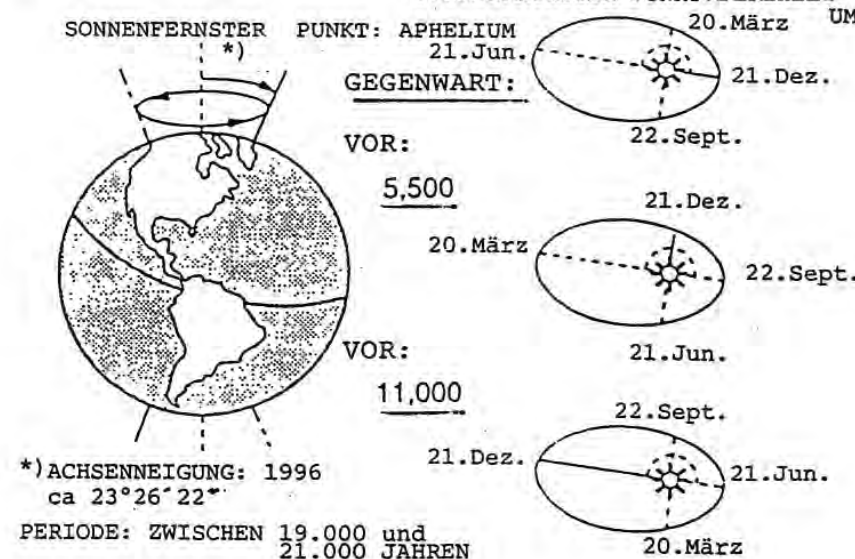 SONNENFERNSTER PUNKT: APHELIUM
*)
21.Jun.
20.März
UM
GEGENWART:
21.Dez.
22.Sept.
VOR:
5,500
21.Dez.
20.März
22.Sept.
21.Jun.
VOR:
11,000
22.Sept.
21.Dez.
21.Jun.
20.März
*)ACHSENNEIGUNG: 1996
ca 23°26´22"
PERIODE: ZWISCHEN 19.000 und
21.000 JAHREN